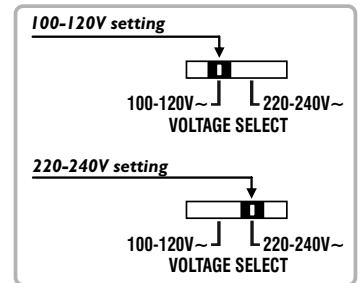 100-120V setting
100-120V~ 220-240V~
VOLTAGE SELECT
220-240V setting
100-120V~ 220-240V~
VOLTAGE SELECT